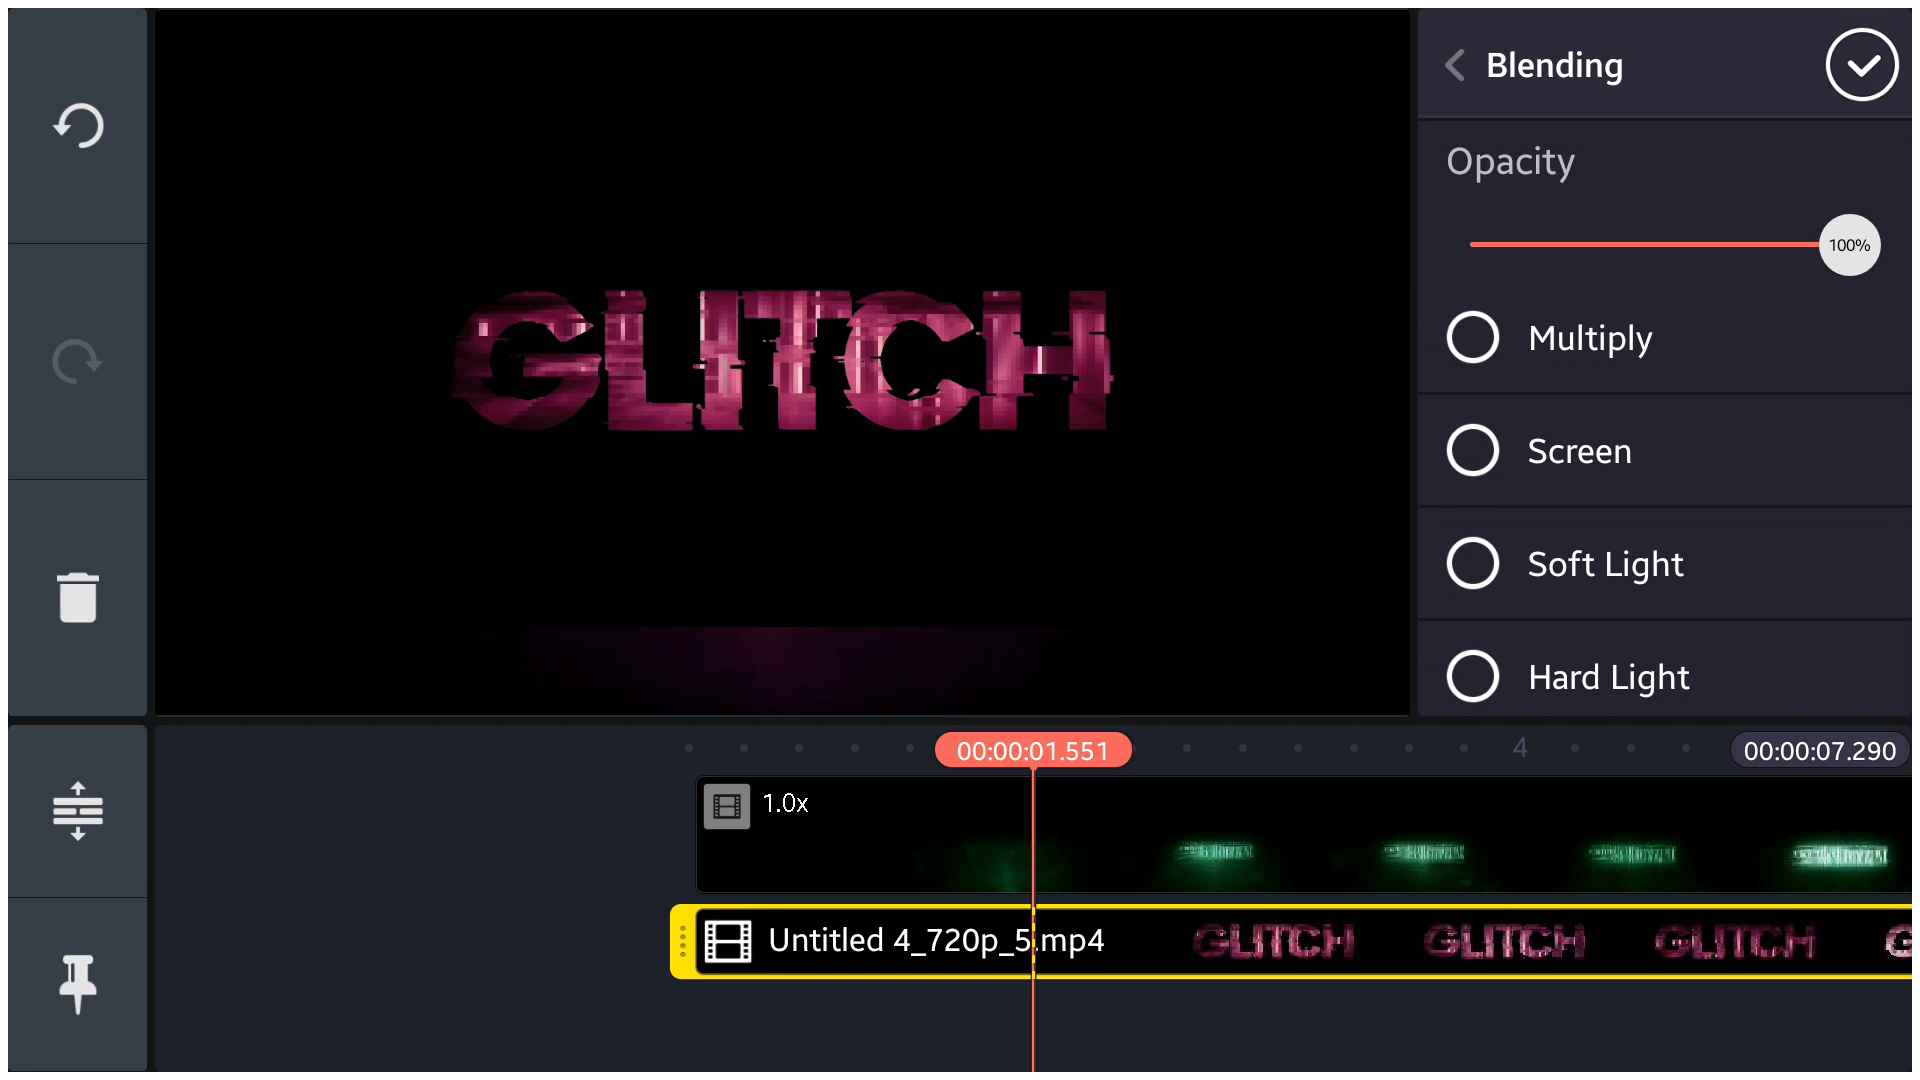 Blending
Opacity
100%
GLITCH
Multiply
Screen
Soft Light
Hard Light
00:00:01.551
4
00:00:07.290
1.0x
Untitled 4_720p_5.mp4
GLITCH
GLITCH
GLITCH
G